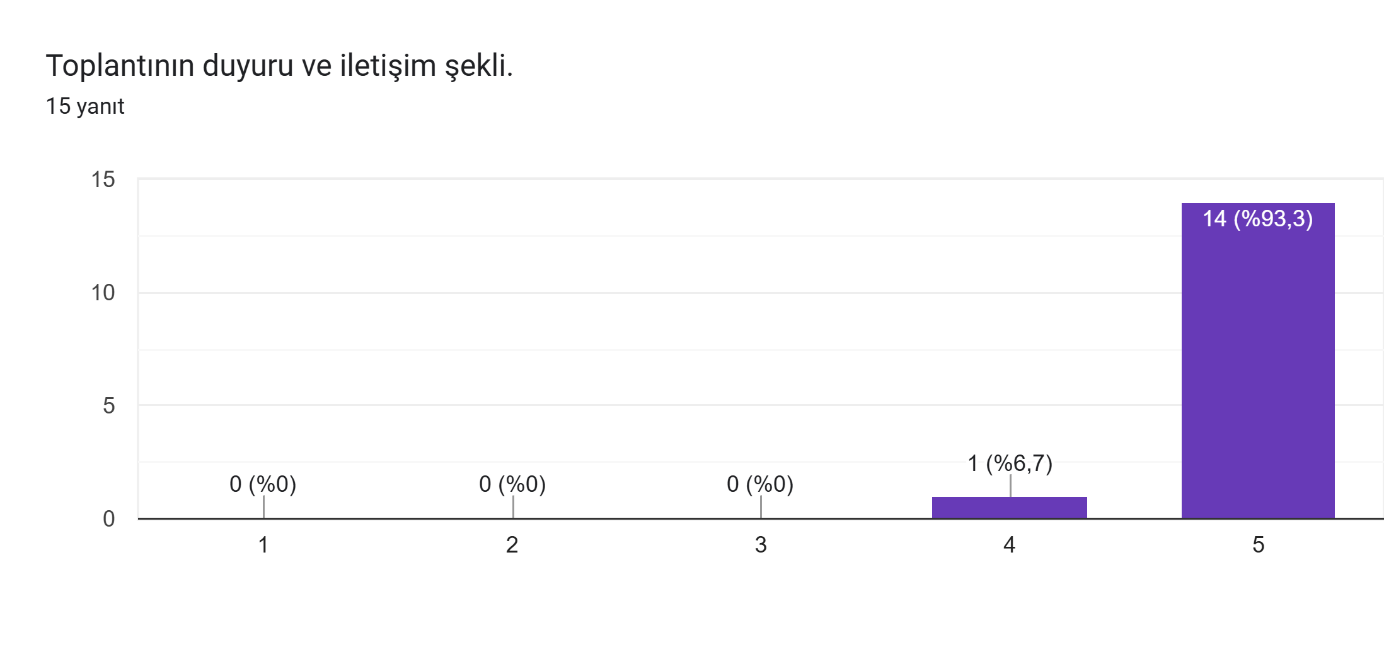 Toplantının duyuru ve iletişim şekli.
15 yanıt
15
14 (%93,3)
10
5
1 (%6,7)
0 (%0) 0 (%0) 0 (%0)
0
1 2 3 4 5